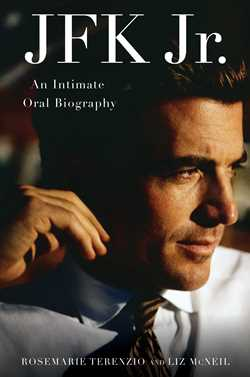 JFK Jr.
An Intimate
Oral Biography
ROSEMARIE TERENZIO AND LIZ MCNEIL